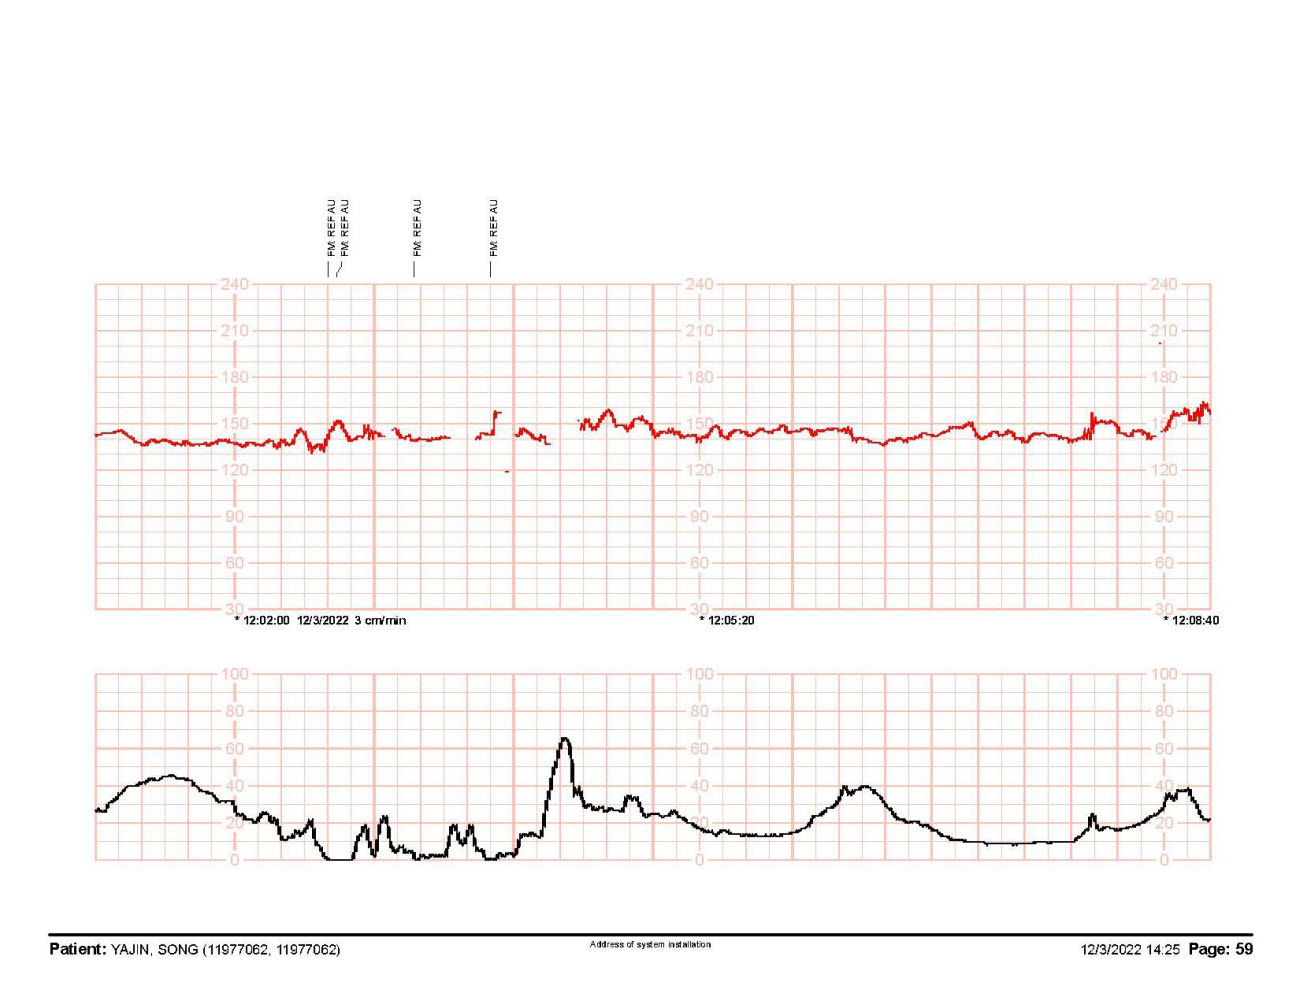 FM: REF AU
FM: REF AU
FM: REF AU
FM: REF AU
240 240 240
210 210 210
180 180 180
150 150 150
120 120 120
90 90 90
60 60 60
30 30 30
* 12:02:00 12/3/2022 3 cm/min * 12:05:20 * 12:08:40
100 100 100
80 80 80
60 60 60
40 40 40
20 20 20
0 0 0
Patient: YAJIN, SONG (11977062, 11977062) Address of system installation 12/3/2022 14:25 Page: 59